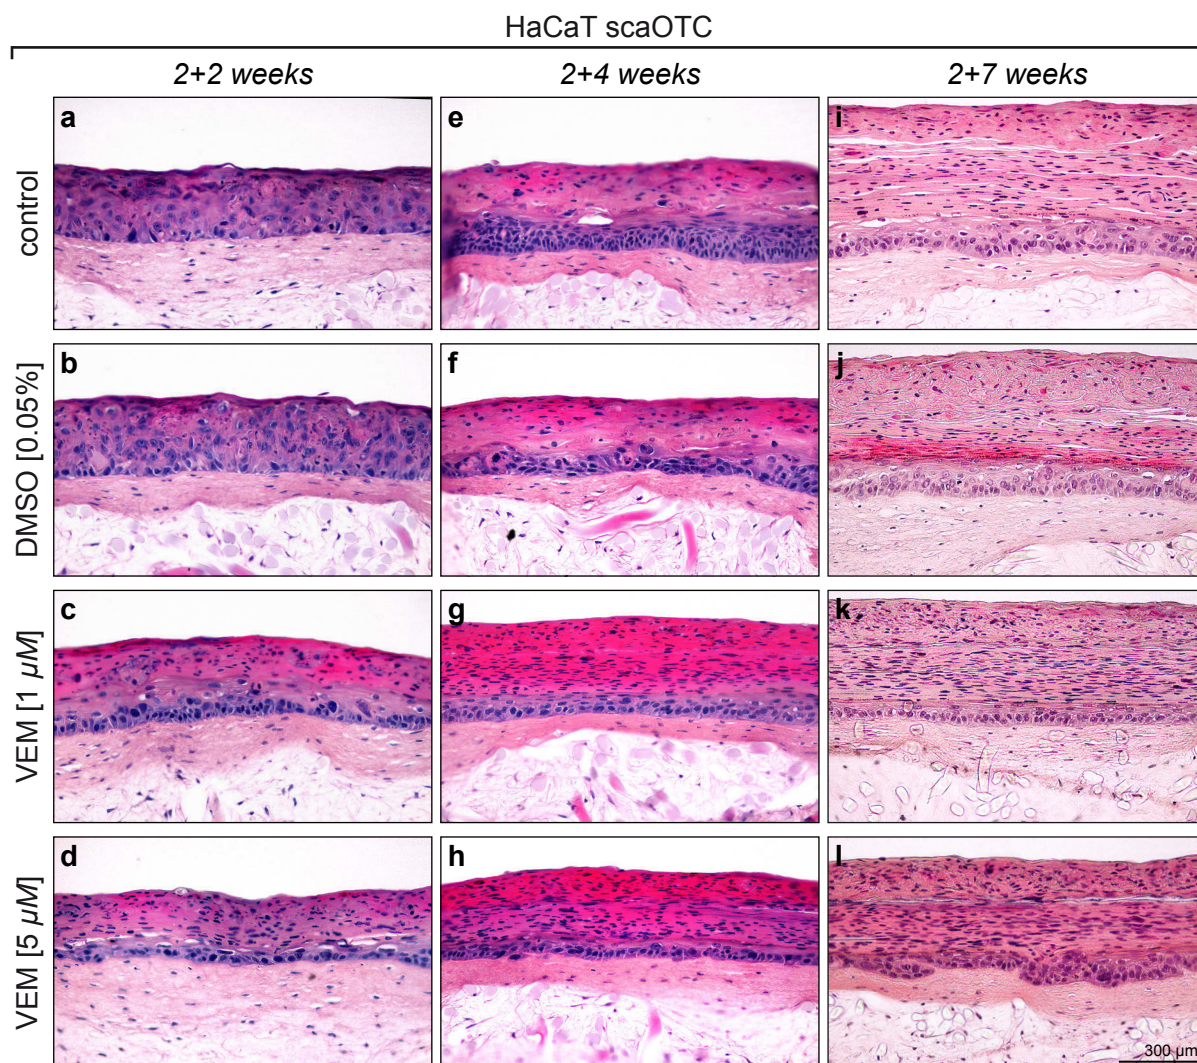 HaCaT scaOTC
2+2 weeks
2+4 weeks
2+7 weeks
control
a
e
i
DMSO [0.05%]
b
f
j
VEM [1 µM]
c
g
k
VEM [5 µM]
d
h
l
300 µm